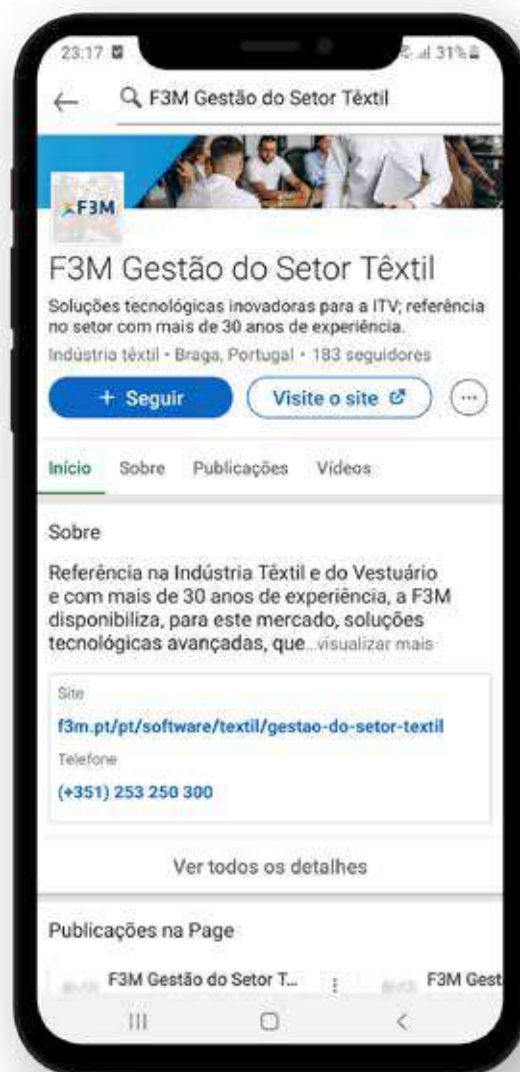 23:17 31%
F3M Gestão do Setor Têxtil
F3M
F3M Gestão do Setor Têxtil
Soluções tecnológicas inovadoras para a ITV; referência
no setor com mais de 30 anos de experiência.
Indústria têxtil • Braga, Portugal • 183 seguidores
+ Seguir Visite o site
Início Sobre Publicações Vídeos
Sobre
Referência na Indústria Têxtil e do Vestuário
e com mais de 30 anos de experiência, a F3M
disponibiliza, para este mercado, soluções
tecnológicas avançadas, que...visualizar mais
Site
f3m.pt/pt/software/textil/gestao-do-setor-textil
Telefone
(+351) 253 250 300
Ver todos os detalhes
Publicações na Page
F3M Gestão do Setor T... F3M Gest